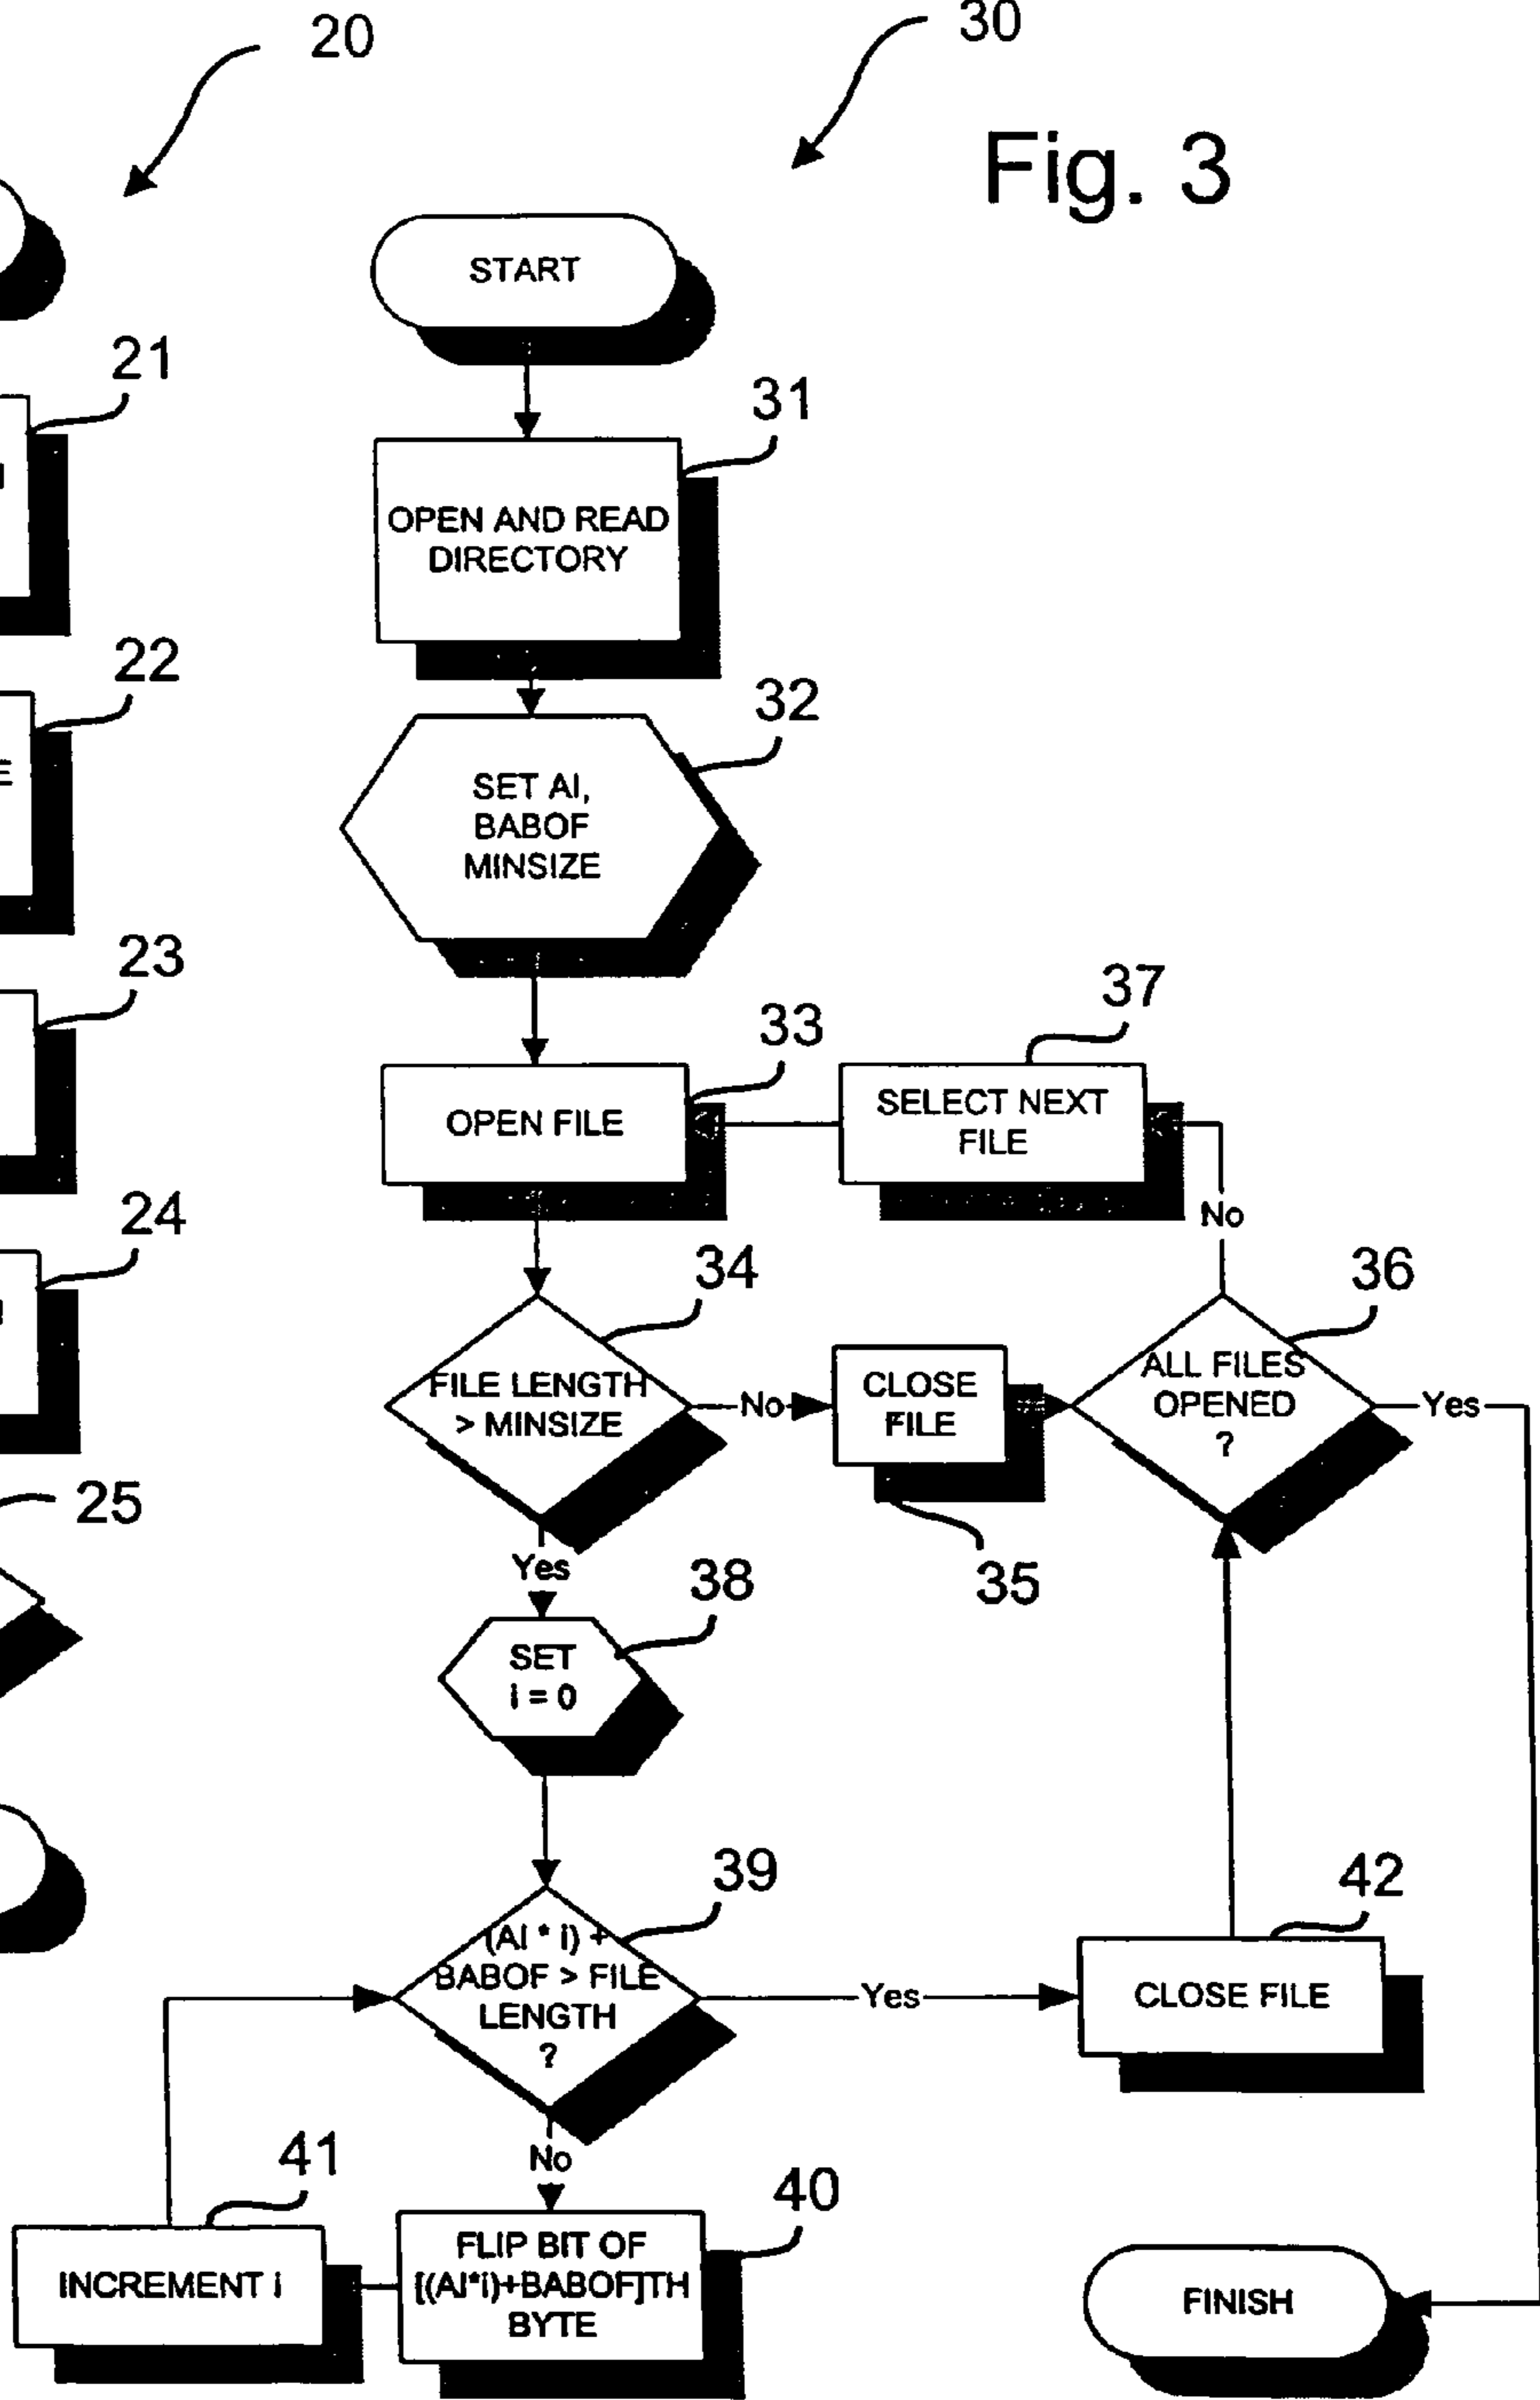 20
30
Fig. 3
START
21
31
OPEN AND READ
DIRECTORY
22
32
SET AI,
BABOF
MINSIZE
E
23
37
33
OPEN FILE
SELECT NEXT
FILE
24
No
34
36
FILE LENGTH
> MINSIZE
No
CLOSE
FILE
ALL FILES
OPENED
?
Yes
25
35
Yes
38
SET
i = 0
39
42
(AI * i) +
BABOF > FILE
LENGTH
?
Yes
CLOSE FILE
No
41
40
INCREMENT i
FLIP BIT OF
[((AI*i)+BABOF]TH
BYTE
FINISH